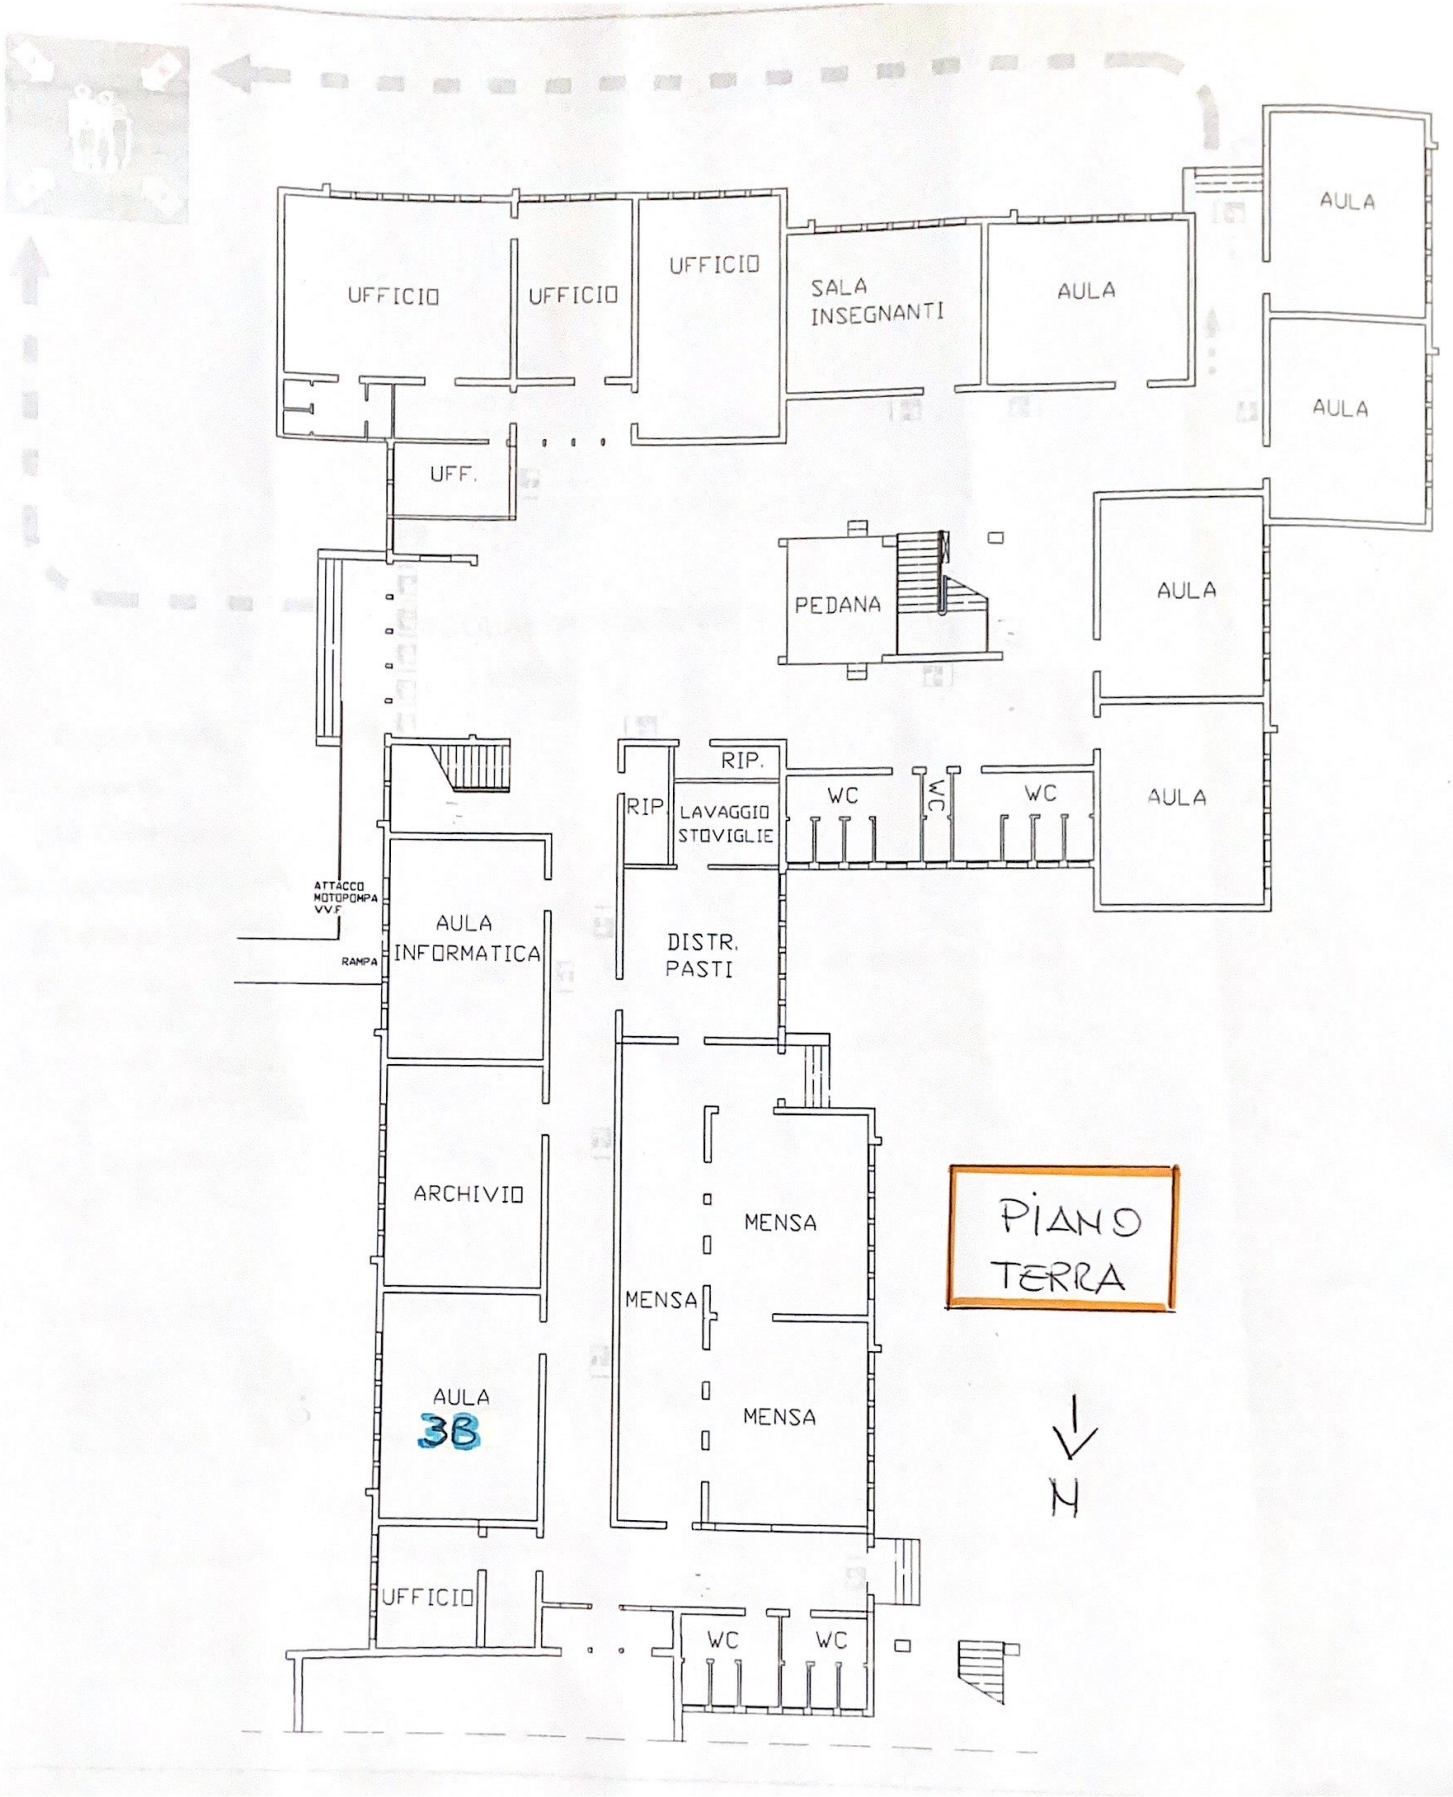 AULA
UFFICIO
UFFICIO
UFFICIO
SALA
INSEGNANTI
AULA
AULA
UFF.
PEDANA
AULA
RIP.
RIP.
LAVAGGIO
STOVIGLIE
WC
WC
WC
AULA
ATTACCO
MOTOPOMPA
VV.F
RAMPA
AULA
INFORMATICA
DISTR.
PASTI
ARCHIVIO
MENSA
MENSA
PIANO
TERRA
AULA
3B
MENSA
N
UFFICIO
WC
WC